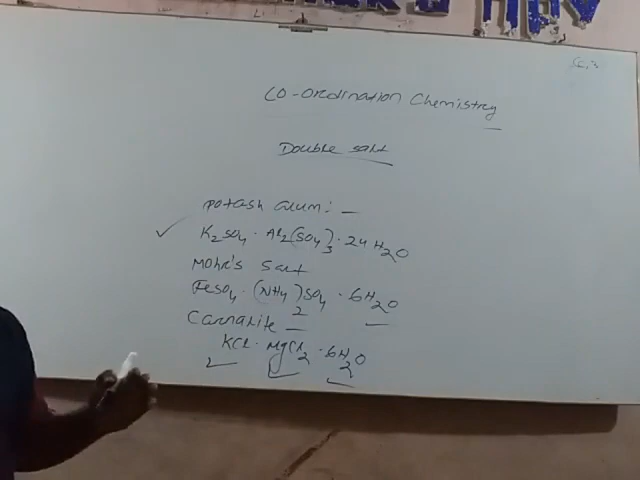 CO-ordination Chemistry
Double salt
potash alum: —
✓ K₂SO₄ · Al₂(SO₄)₃ · 24 H₂O
Mohr's Salt
FeSO₄ · (NH₄)₂SO₄ · 6H₂O
Carnalite —
KCl · MgCl₂ · 6H₂O